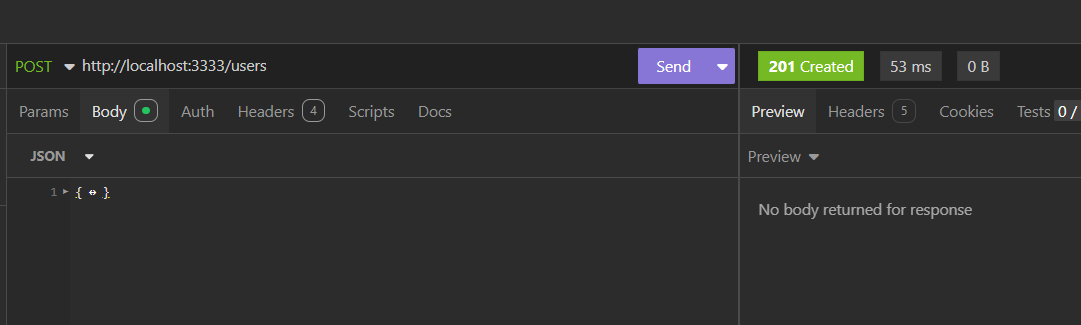 POST http://localhost:3333/users Send 201 Created 53 ms 0 B
Params Body Auth Headers 4 Scripts Docs Preview Headers 5 Cookies Tests 0 /
JSON Preview
1 { ↔ }
No body returned for response